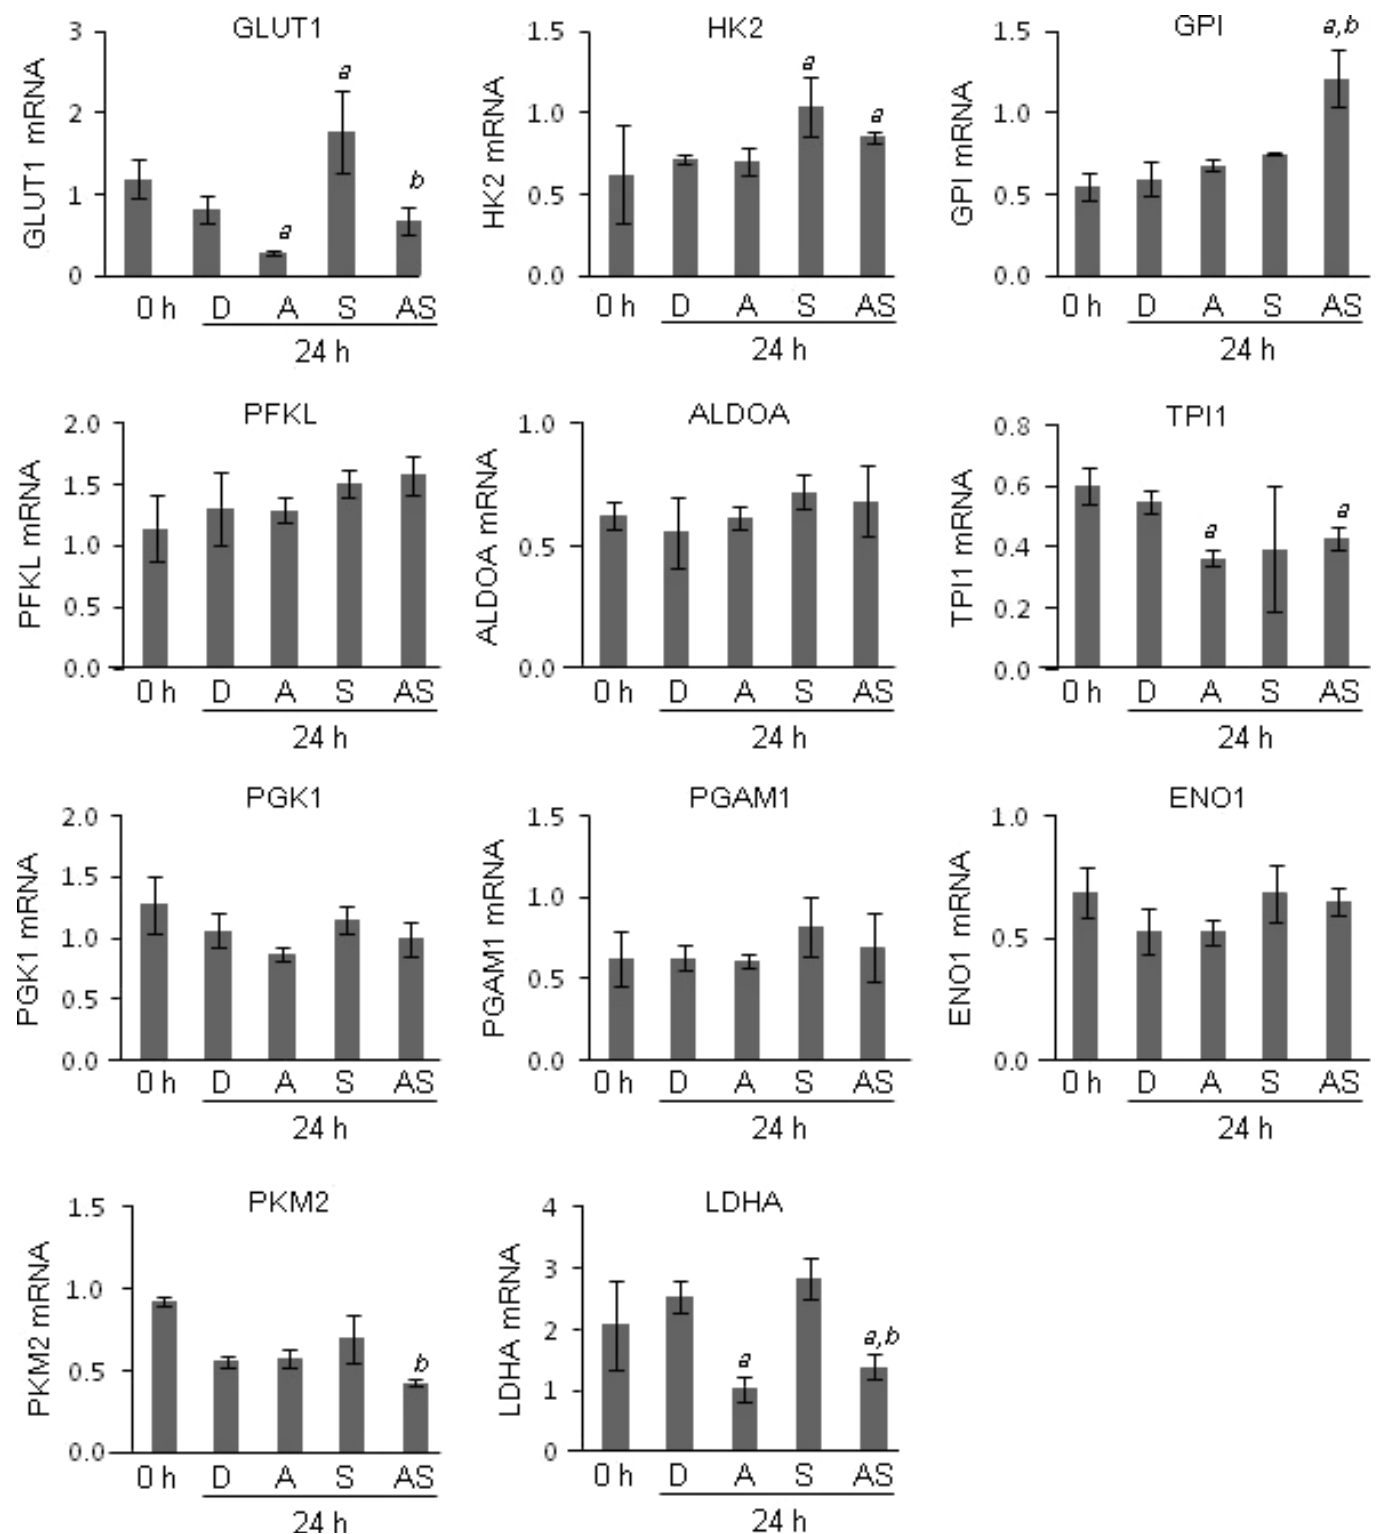 GLUT1
GLUT1 mRNA
3
2
1
0
a
a
b
0 h D A S AS
24 h
HK2
HK2 mRNA
1.5
1.0
0.5
0.0
a
a
0 h D A S AS
24 h
GPI
GPI mRNA
1.5
1.0
0.5
0.0
a,b
0 h D A S AS
24 h
PFKL
PFKL mRNA
2.0
1.5
1.0
0.5
0.0
0 h D A S AS
24 h
ALDOA
ALDOA mRNA
1.0
0.5
0.0
0 h D A S AS
24 h
TPI1
TPI1 mRNA
0.8
0.6
0.4
0.2
0.0
a
a
0 h D A S AS
24 h
PGK1
PGK1 mRNA
2.0
1.5
1.0
0.5
0.0
0 h D A S AS
24 h
PGAM1
PGAM1 mRNA
1.5
1.0
0.5
0.0
0 h D A S AS
24 h
ENO1
ENO1 mRNA
1.0
0.5
0.0
0 h D A S AS
24 h
PKM2
PKM2 mRNA
1.5
1.0
0.5
0.0
b
0 h D A S AS
24 h
LDHA
LDHA mRNA
4
3
2
1
0
a
a,b
0 h D A S AS
24 h